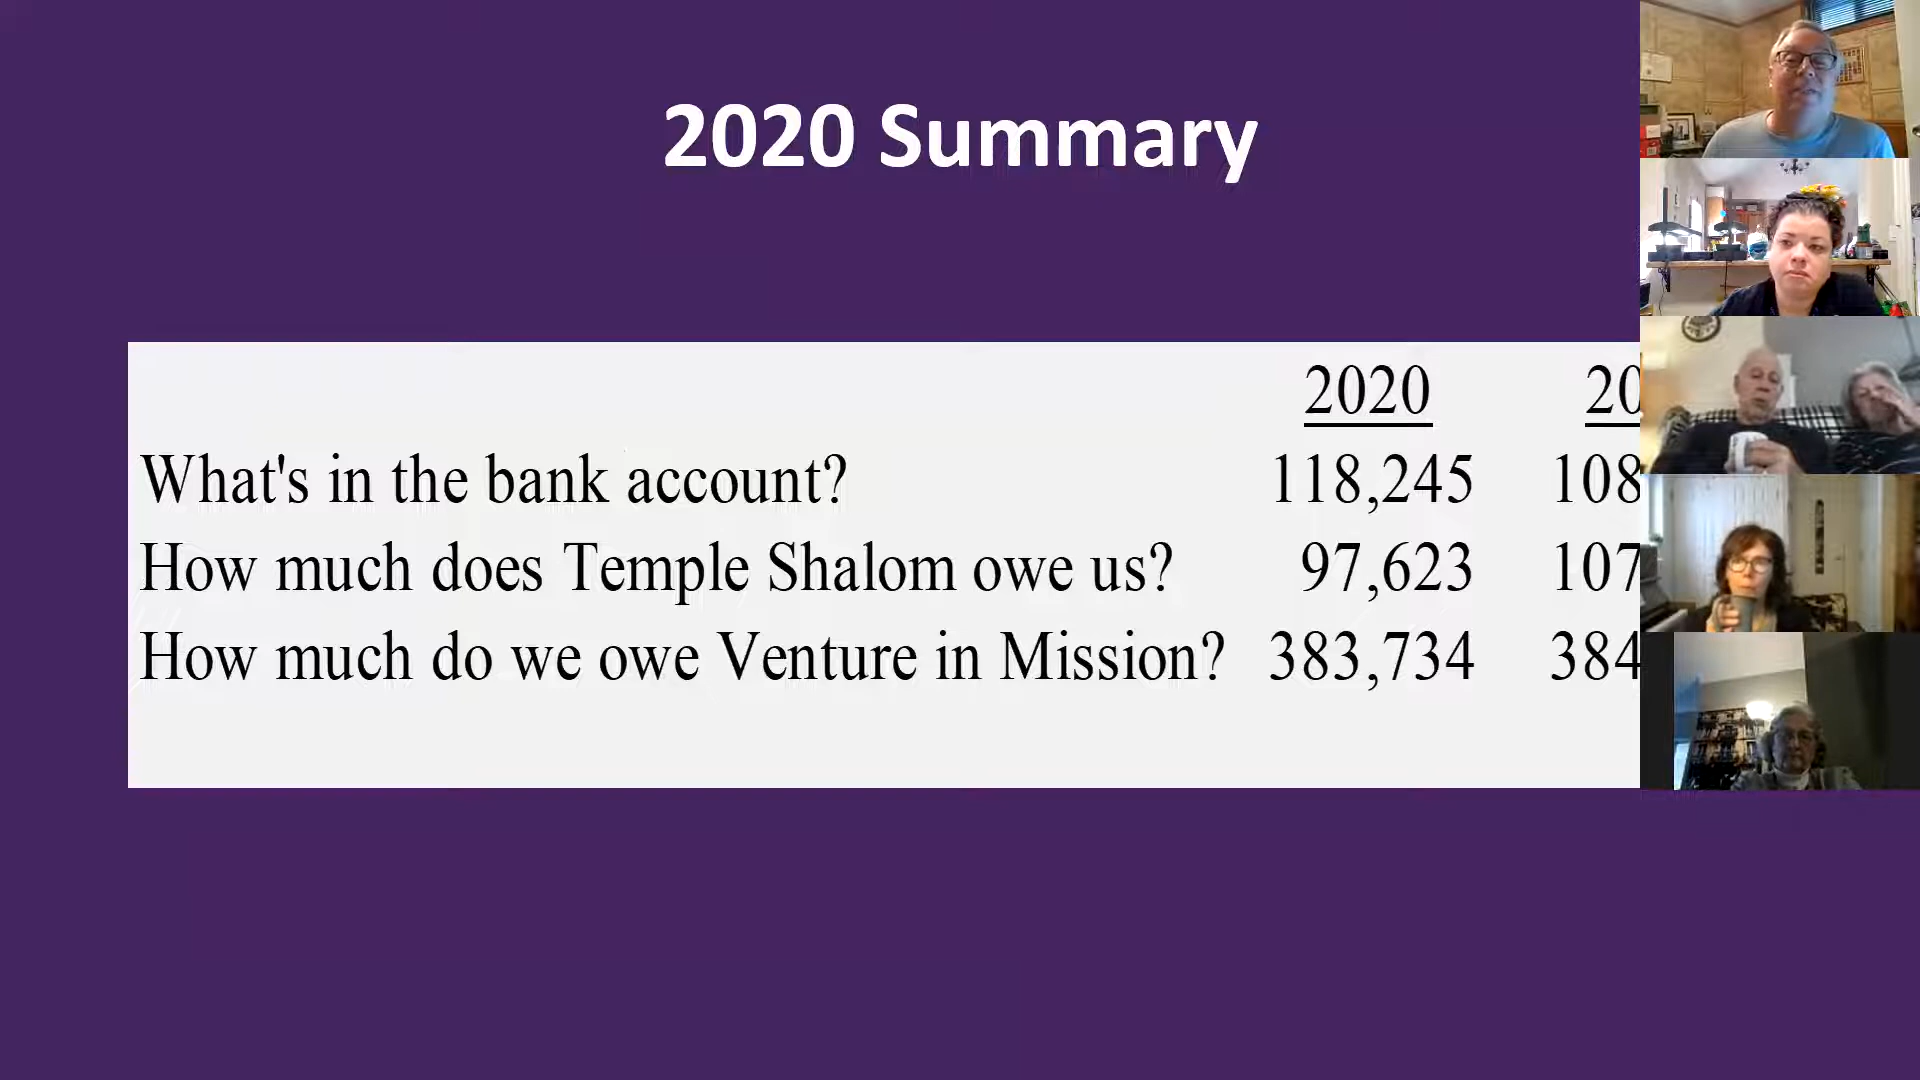 2020 Summary
2020 20
What's in the bank account? 118,245 108
How much does Temple Shalom owe us? 97,623 107
How much do we owe Venture in Mission? 383,734 384